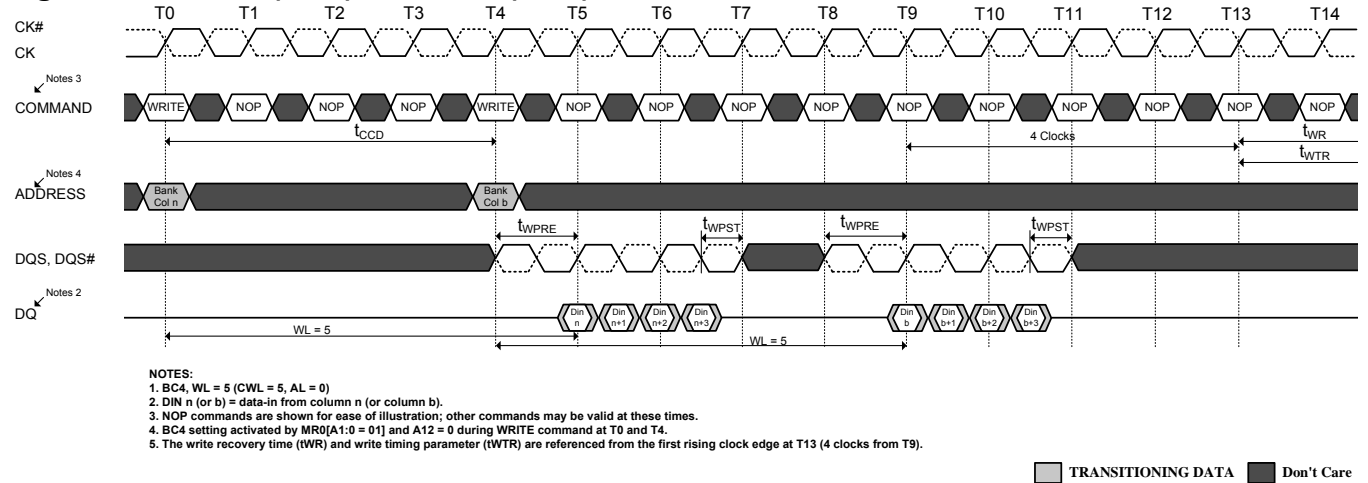 T0 T1 T2 T3 T4 T5 T6 T7 T8 T9 T10 T11 T12 T13 T14
CK#
CK
Notes 3
COMMAND
WRITE NOP NOP NOP WRITE NOP NOP NOP NOP NOP NOP NOP NOP NOP NOP
tCCD
4 Clocks
tWR
tWTR
Notes 4
ADDRESS
Bank Bank
Col n Col b
tWPRE tWPST tWPRE tWPST
DQS, DQS#
Notes 2
DQ
Din Din Din Din Din Din Din Din
n n+1 n+2 n+3 b b+1 b+2 b+3
WL = 5
WL = 5
NOTES:
1. BC4, WL = 5 (CWL = 5, AL = 0)
2. DIN n (or b) = data-in from column n (or column b).
3. NOP commands are shown for ease of illustration; other commands may be valid at these times.
4. BC4 setting activated by MR0[A1:0 = 01] and A12 = 0 during WRITE command at T0 and T4.
5. The write recovery time (tWR) and write timing parameter (tWTR) are referenced from the first rising clock edge at T13 (4 clocks from T9).
TRANSITIONING DATA Don't Care